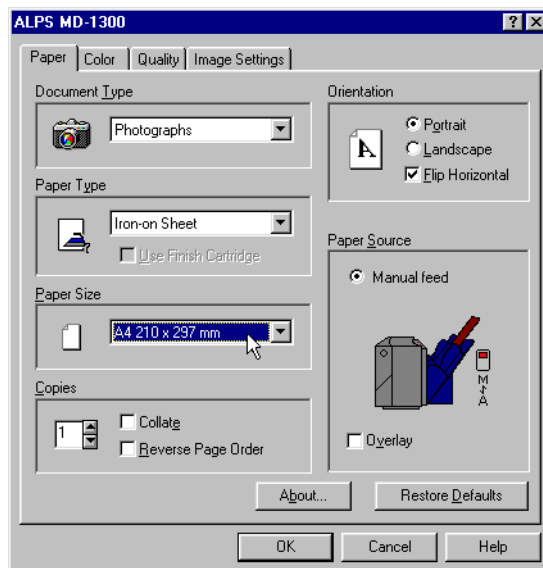 ALPS MD-1300
Paper Color Quality Image Settings
Document Type
Photographs
Paper Type
Iron-on Sheet
Use Finish Cartridge
Paper Size
A4 210 x 297 mm
Copies
1
Collate
Reverse Page Order
Orientation
A
Portrait
Landscape
Flip Horizontal
Paper Source
Manual feed
M
A
Overlay
About... Restore Defaults
OK Cancel Help